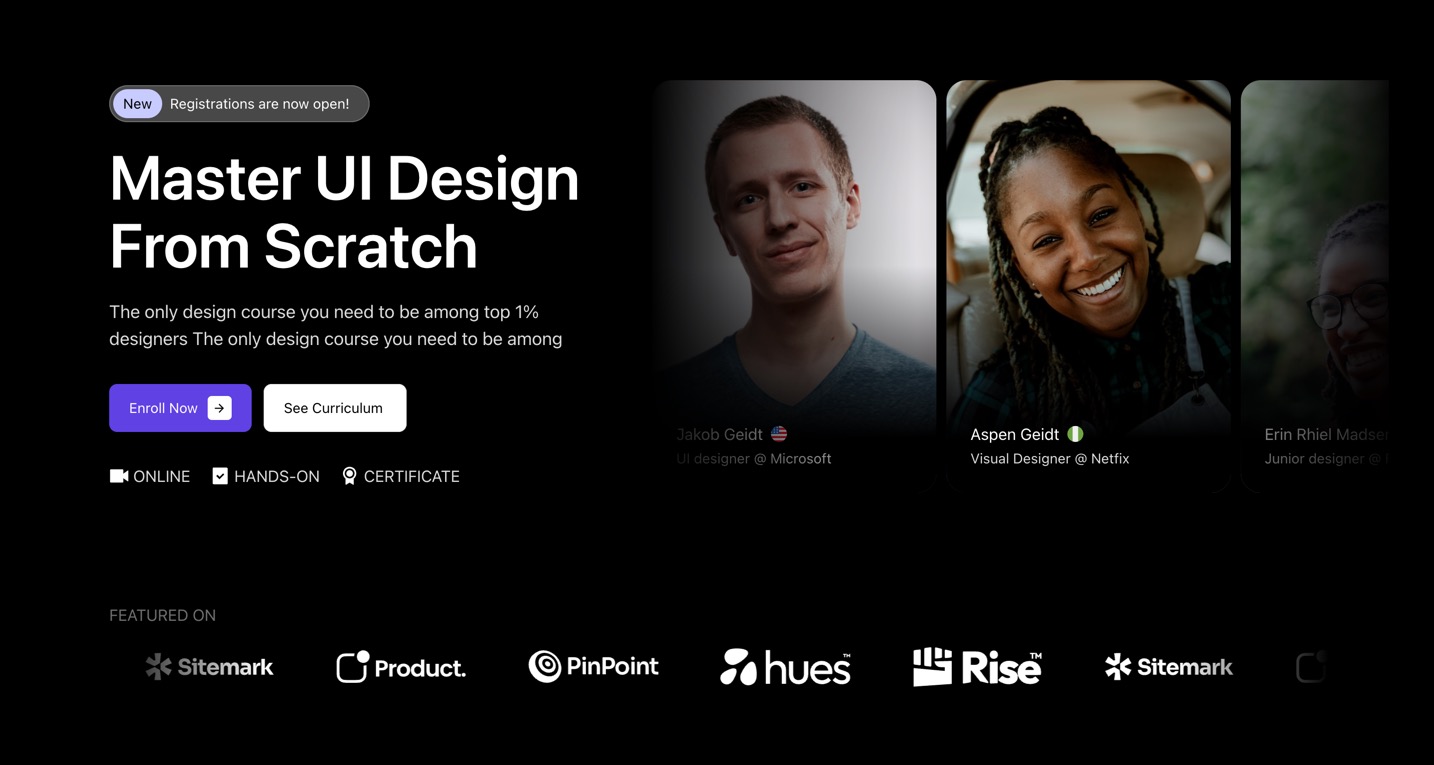 New Registrations are now open!
Master UI Design
From Scratch
The only design course you need to be among top 1%
designers The only design course you need to be among
Enroll Now
See Curriculum
ONLINE
HANDS-ON
CERTIFICATE
Jakob Geidt
UI designer @ Microsoft
Aspen Geidt
Visual Designer @ Netfix
Erin Rhiel
Junior designer @
FEATURED ON
Sitemark
Product.
PinPoint
hues™
Rise™
Sitemark